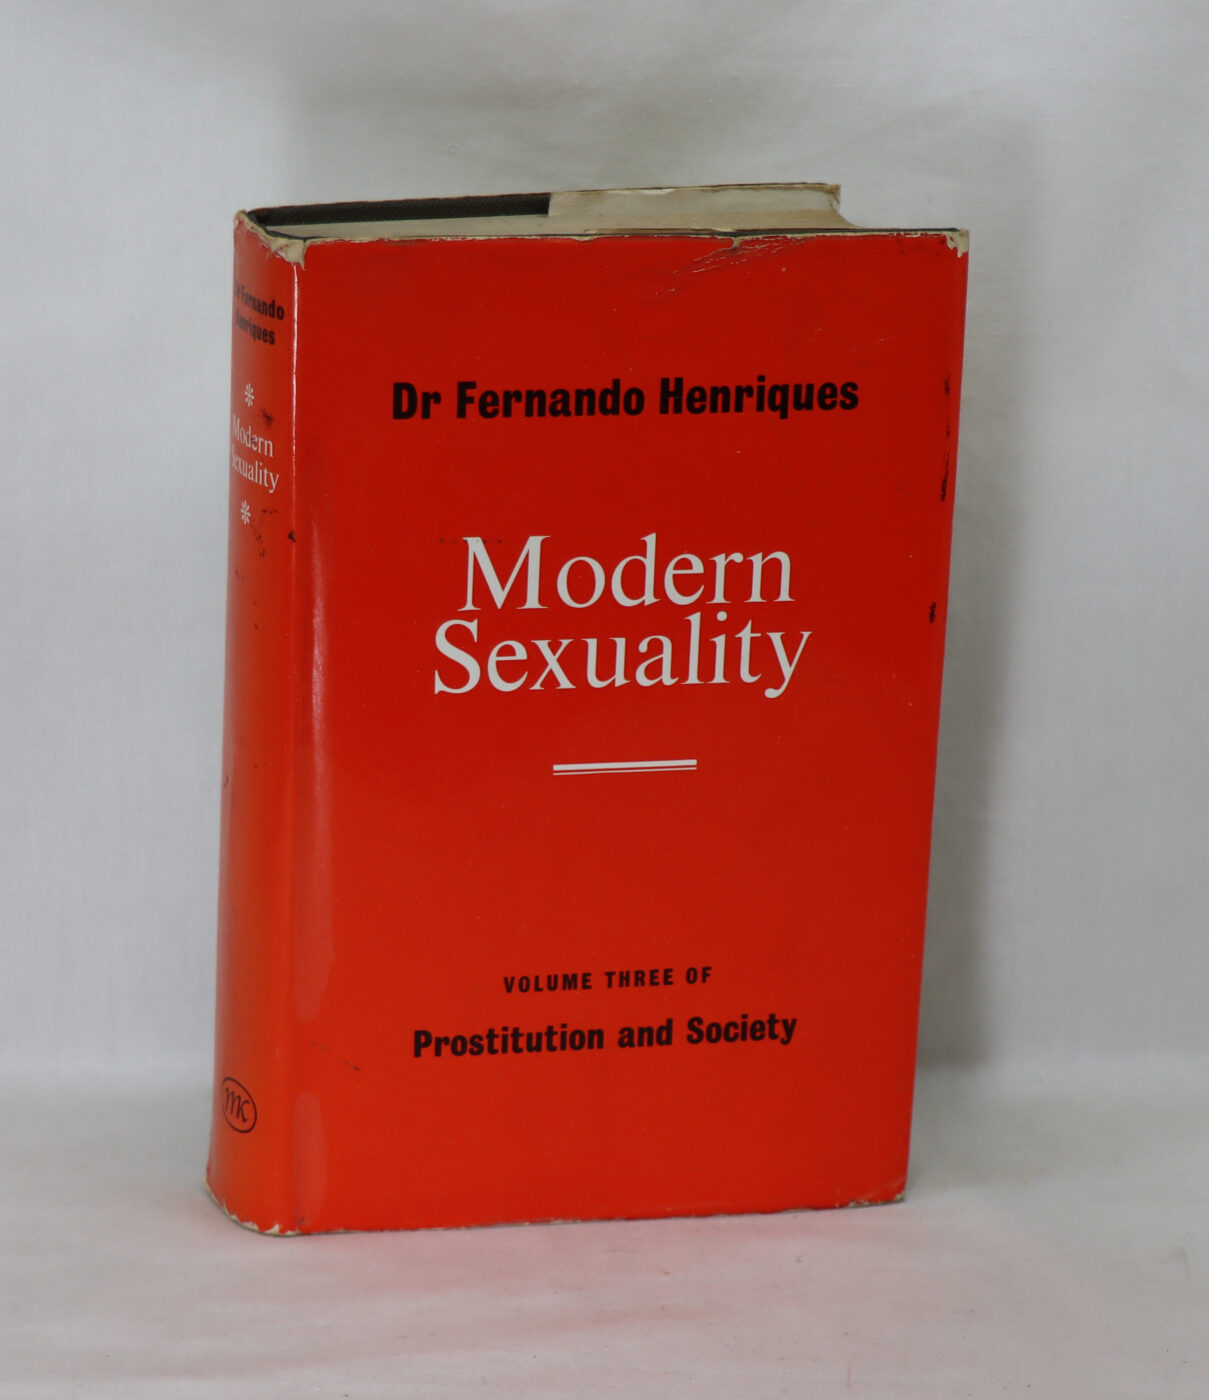 Dr Fernando
Henriques
*
Modern
Sexuality
*
MK
Dr Fernando Henriques
Modern
Sexuality
VOLUME THREE OF
Prostitution and Society